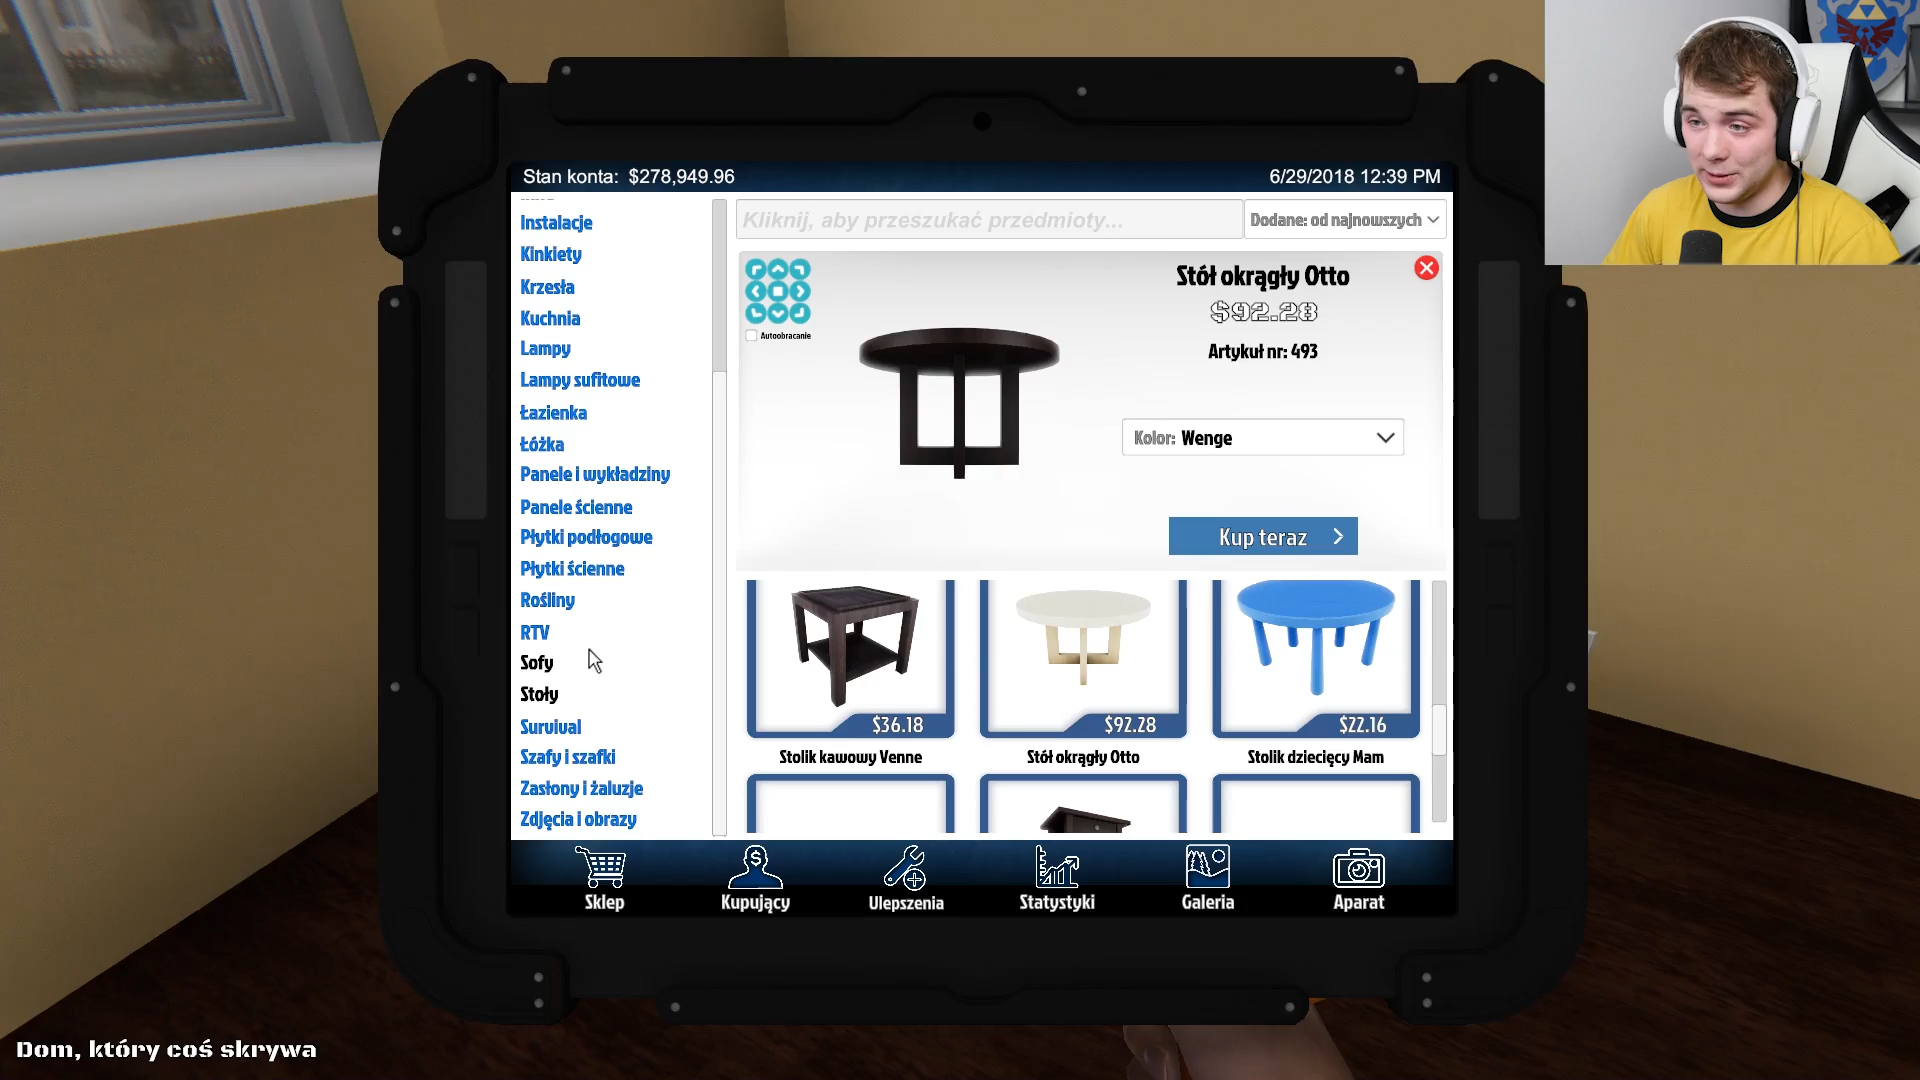 Stan konta: $278,949.96
6/29/2018 12:39 PM
Instalacje
Kinkiety
Krzesła
Kuchnia
Lampy
Lampy sufitowe
Łazienka
Łóżka
Panele i wykładziny
Panele ścienne
Płytki podłogowe
Płytki ścienne
Rośliny
RTV
Sofy
Stoły
Survival
Szafy i szafki
Zasłony i żaluzje
Zdjęcia i obrazy
Kliknij, aby przeszukać przedmioty...
Dodane: od najnowszych
Autoobracanie
Stół okrągły Otto
$92.28
Artykuł nr: 493
Kolor: Wenge
Kup teraz
$36.18
$92.28
$22.16
Stolik kawowy Venne
Stół okrągły Otto
Stolik dziecięcy Mam
Sklep
Kupujący
Ulepszenia
Statystyki
Galeria
Aparat
Dom, który coś skrywa